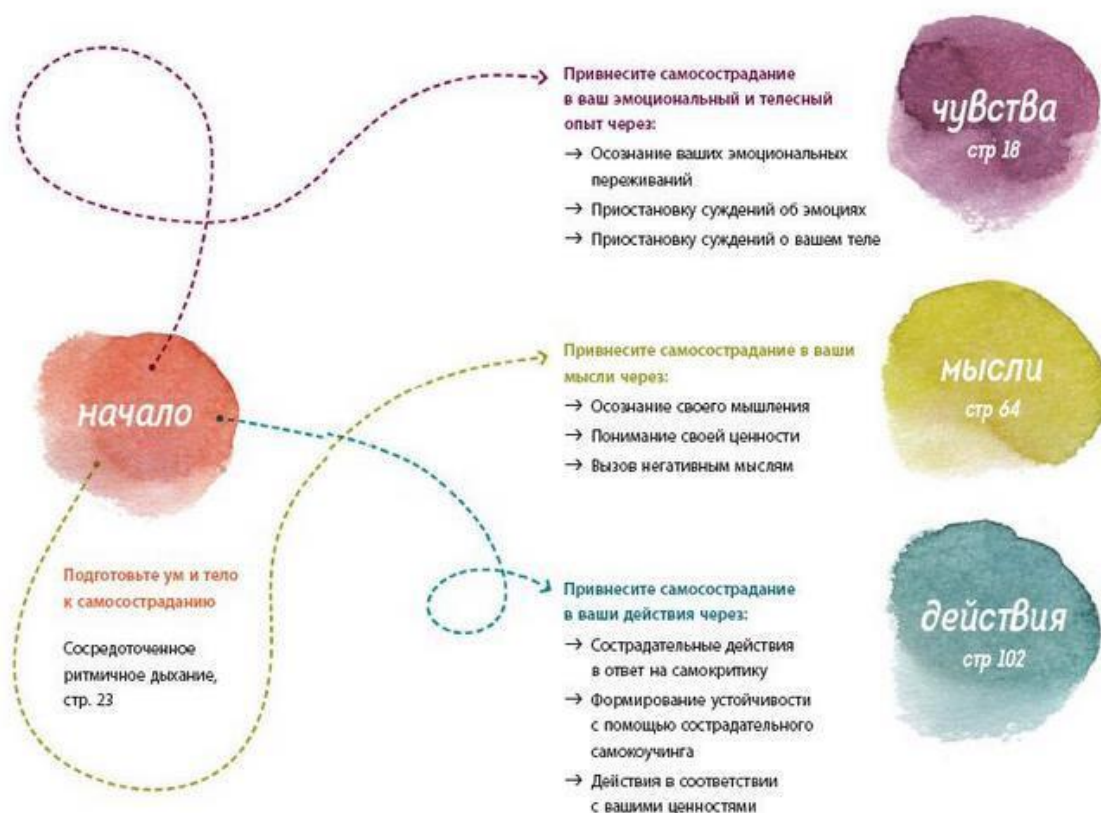 Привнесите самосострадание
в ваш эмоциональный и телесный
опыт через:
→ Осознание ваших эмоциональных
переживаний
→ Приостановку суждений об эмоциях
→ Приостановку суждений о вашем теле
чувства
стр 18
начало
Подготовьте ум и тело
к самосостраданию
Сосредоточенное
ритмичное дыхание,
стр. 23
Привнесите самосострадание в ваши
мысли через:
→ Осознание своего мышления
→ Понимание своей ценности
→ Вызов негативным мыслям
мысли
стр 64
Привнесите самосострадание
в ваши действия через:
→ Сострадательные действия
в ответ на самокритику
→ Формирование устойчивости
с помощью сострадательного
самокоучинга
→ Действия в соответствии
с вашими ценностями
действия
стр 102